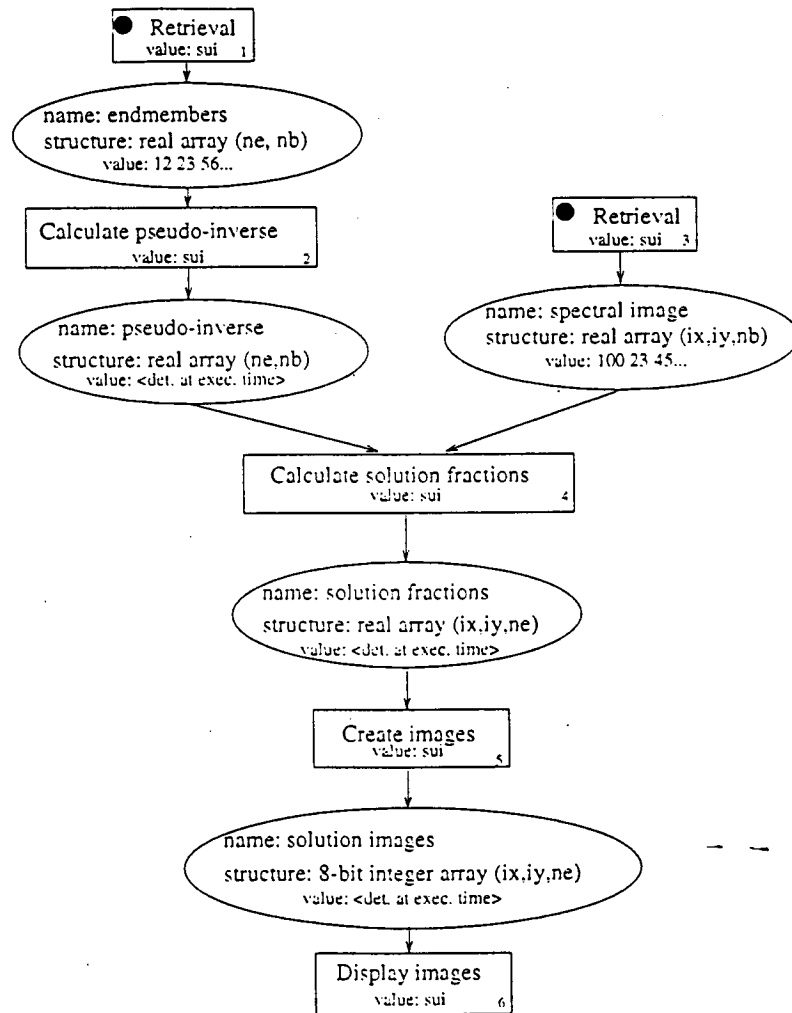 Retrieval
value: sui 1
name: endmembers
structure: real array (ne, nb)
value: 12 23 56...
Calculate pseudo-inverse
value: sui 2
name: pseudo-inverse
structure: real array (ne,nb)
value: <det. at exec. time>
Retrieval
value: sui 3
name: spectral image
structure: real array (ix,iy,nb)
value: 100 23 45...
Calculate solution fractions
value: sui 4
name: solution fractions
structure: real array (ix,iy,ne)
value: <det. at exec. time>
Create images
value: sui 5
name: solution images
structure: 8-bit integer array (ix,iy,ne)
value: <det. at exec. time>
Display images
value: sui 6